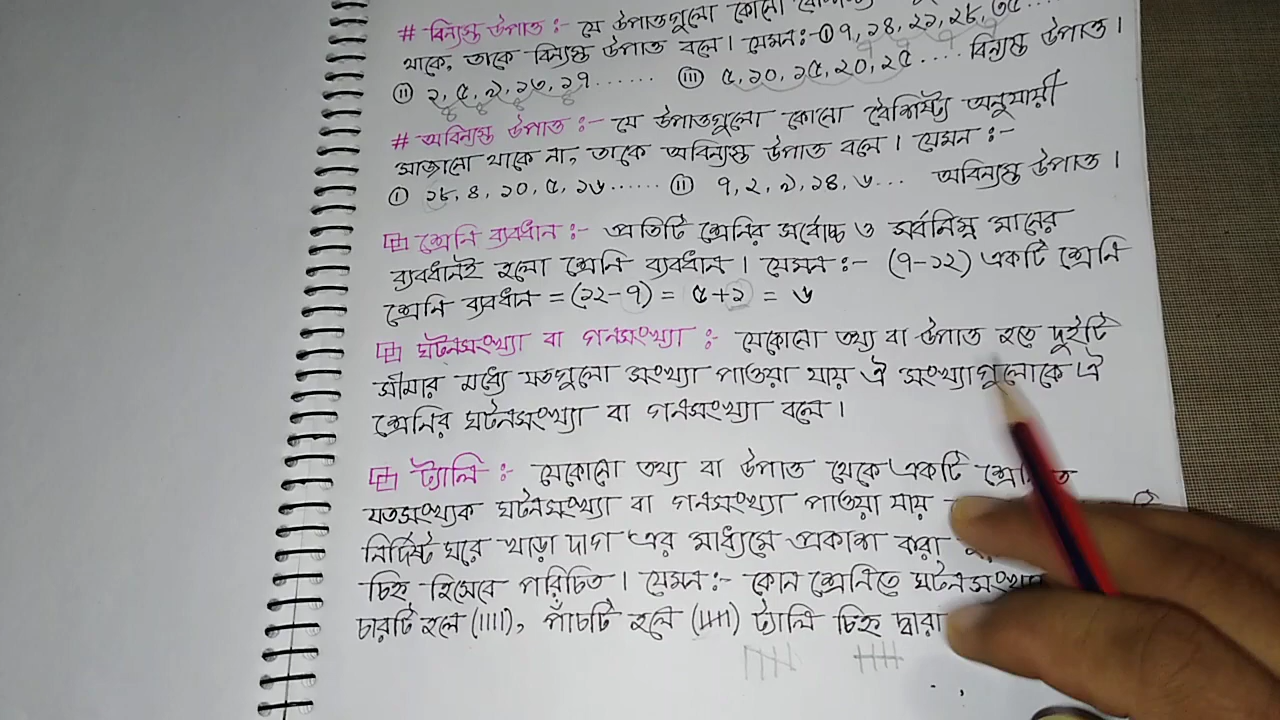 # বিন্যস্ত উপাত্ত :- যে উপাত্তগুলো কোনো
থাকে, তাকে বিন্যস্ত উপাত্ত বলে। যেমন:- ⓘ ৭, ১৪, ২১, ২৮, ৩৫....
ⓘⓘ ২, ৫, ৯, ১৩, ১৭...... ⓘⓘⓘ ৫, ১০, ১৫, ২০, ২৫.... বিন্যস্ত উপাত্ত।
# অবিন্যস্ত উপাত্ত :- যে উপাত্তগুলো কোনো বৈশিষ্ট্য অনুযায়ী
সাজানো থাকে না, তাকে অবিন্যস্ত উপাত্ত বলে। যেমন :-
ⓘ ২৮, ৪, ১০, ৫, ১৬...... ⓘⓘ ৭, ২, ৯, ১৪, ৬... অবিন্যস্ত উপাত্ত।
শ্রেনি ব্যবধান :- প্রতিটি শ্রেনির সর্বোচ্চ ও সর্বনিম্ন মানের
ব্যবধানই হলো শ্রেনি ব্যবধান। যেমন :- (৭-১২) একটি শ্রেনি
শ্রেনি ব্যবধান = (১২-৭) = ৫+১ = ৬
ঘটনসংখ্যা বা গনসংখ্যা :- যেকোনো তথ্য বা উপাত্ত হতে দুইটি
সীমার মধ্যে যতগুলো সংখ্যা পাওয়া যায় ঐ সংখ্যাগুলোকে ঐ
শ্রেনির ঘটনসংখ্যা বা গনসংখ্যা বলে।
ট্যালি :- যেকোনো তথ্য বা উপাত্ত থেকে একটি
যতসংখ্যক ঘটনসংখ্যা বা গনসংখ্যা পাওয়া যায়
নির্দিষ্ট ঘরে খাড়া দাগ এর মাধ্যমে প্রকাশ করা
চিহ্ন হিসেবে পরিচিত। যেমন :- কোন শ্রেনিতে ঘটনসংখ্যা
চারটি হলে (||||), পাঁচটি হলে (卌) ট্যালি চিহ্ন দ্বারা